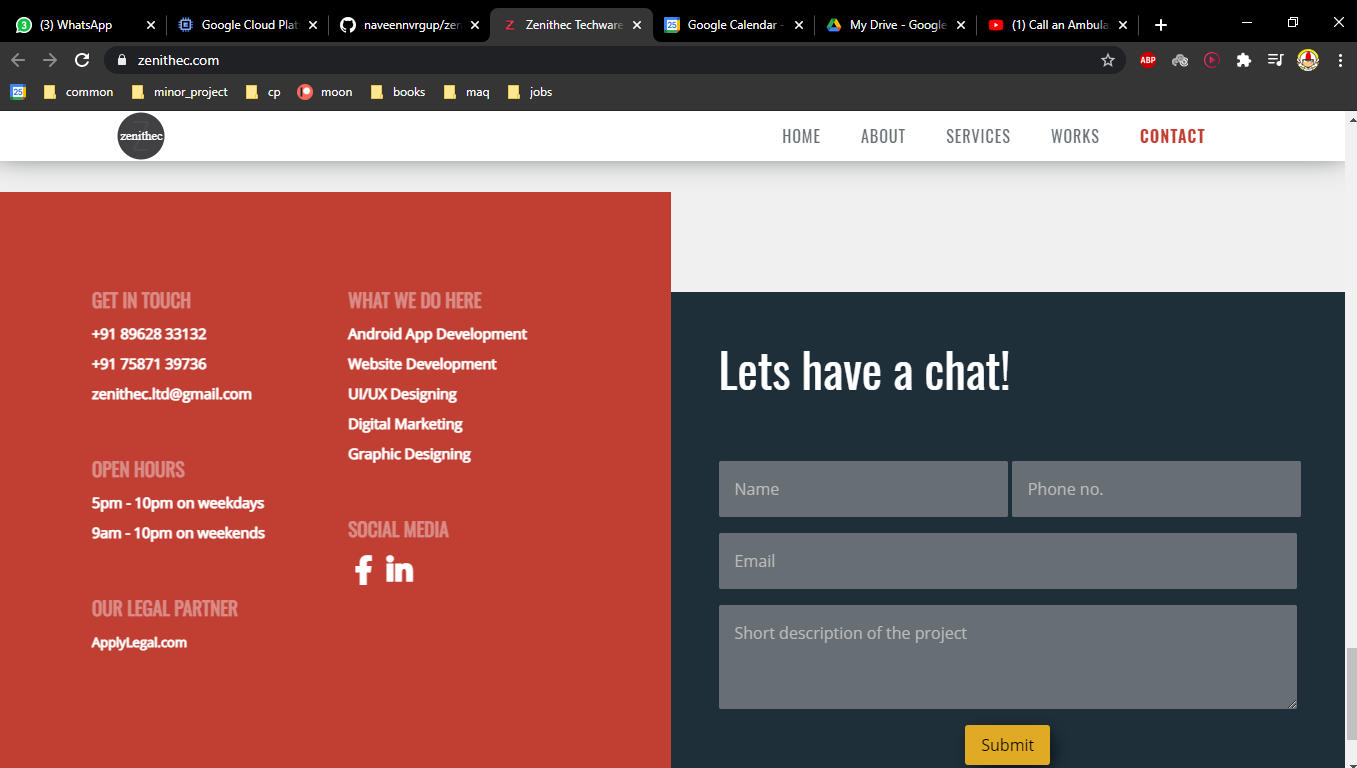 (3) WhatsApp
Google Cloud Plat
naveennvrgup/zen
Zenithec Techware
Google Calendar -
My Drive - Google
(1) Call an Ambula
zenithec.com
ABP
25
common
minor_project
cp
moon
books
maq
jobs
zenithec
HOME
ABOUT
SERVICES
WORKS
CONTACT
GET IN TOUCH
+91 89628 33132
+91 75871 39736
zenithec.ltd@gmail.com
OPEN HOURS
5pm - 10pm on weekdays
9am - 10pm on weekends
OUR LEGAL PARTNER
ApplyLegal.com
WHAT WE DO HERE
Android App Development
Website Development
UI/UX Designing
Digital Marketing
Graphic Designing
SOCIAL MEDIA
Lets have a chat!
Name
Phone no.
Email
Short description of the project
Submit